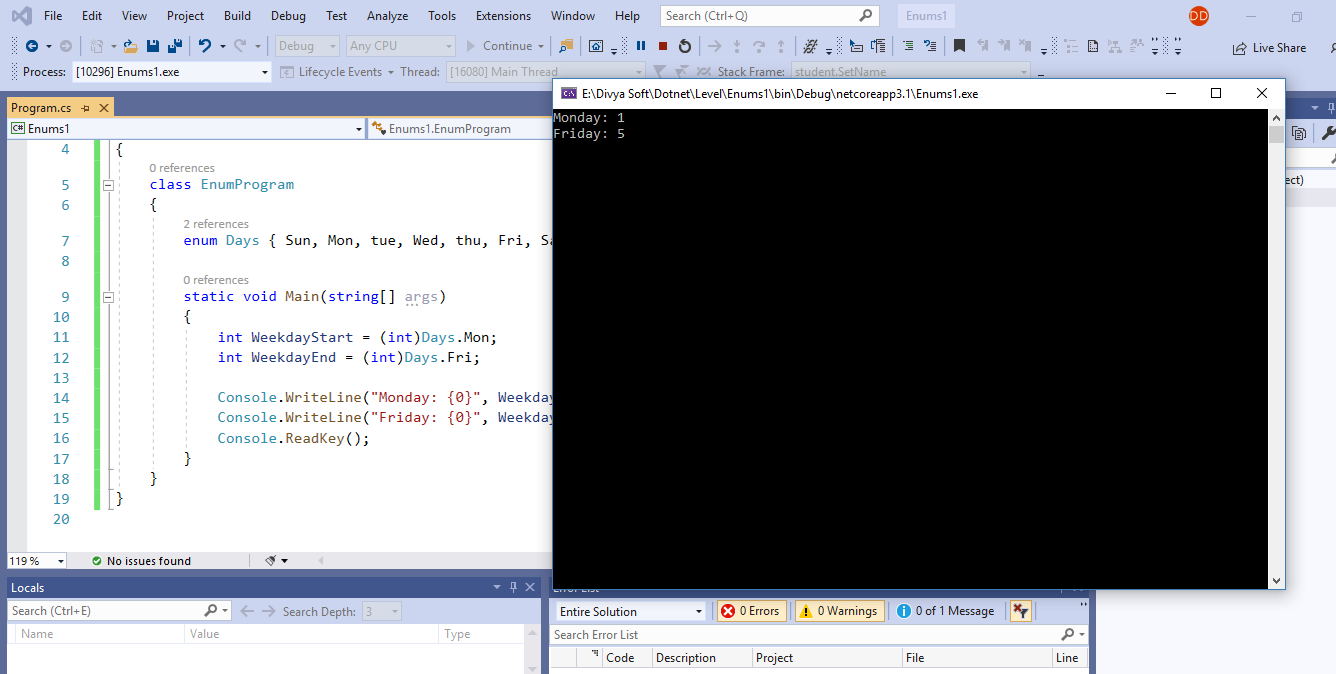 File Edit View Project Build Debug Test Analyze Tools Extensions Window Help Search (Ctrl+Q) Enums1 DD
Debug Any CPU Continue Live Share
Process: [10296] Enums1.exe Lifecycle Events Thread: [16080] Main Thread Stack Frame: student.SetName
Program.cs
Enums1 Enums1.EnumProgram
4 {
0 references
5 class EnumProgram
6 {
2 references
7 enum Days { Sun, Mon, tue, Wed, thu, Fri, Sa
8
0 references
9 static void Main(string[] args)
10 {
11 int WeekdayStart = (int)Days.Mon;
12 int WeekdayEnd = (int)Days.Fri;
13
14 Console.WriteLine("Monday: {0}", Weekday
15 Console.WriteLine("Friday: {0}", Weekday
16 Console.ReadKey();
17 }
18 }
19 }
20
119 % No issues found
E:\Divya Soft\Dotnet\Level\Enums1\bin\Debug\netcoreapp3.1\Enums1.exe
Monday: 1
Friday: 5
ect)
Locals
Search (Ctrl+E) Search Depth: 3
Name Value Type
Error List
Entire Solution 0 Errors 0 Warnings 0 of 1 Message
Search Error List
Code Description Project File Line